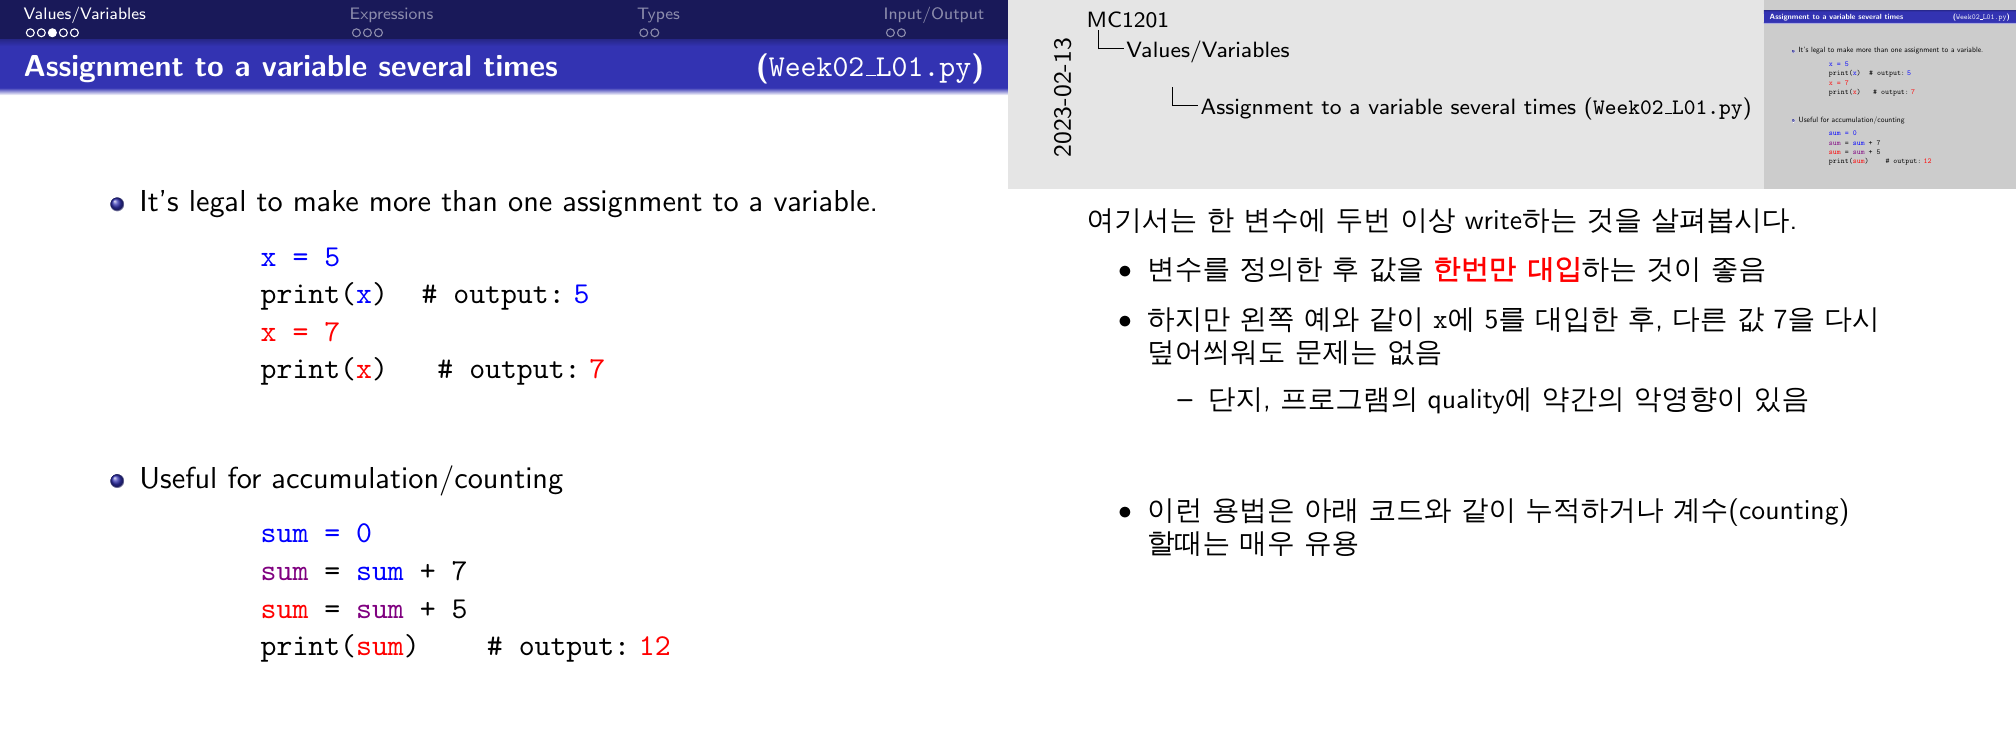 Values/Variables Expressions Types Input/Output
Assignment to a variable several times (Week02_L01.py)
It's legal to make more than one assignment to a variable.
x = 5
print(x) # output: 5
x = 7
print(x) # output: 7
Useful for accumulation/counting
sum = 0
sum = sum + 7
sum = sum + 5
print(sum) # output: 12
2023-02-13
MC1201
Values/Variables
Assignment to a variable several times (Week02_L01.py)
Assignment to a variable several times (Week02_L01.py)
It's legal to make more than one assignment to a variable.
x = 5
print(x) # output: 5
x = 7
print(x) # output: 7
Useful for accumulation/counting
sum = 0
sum = sum + 7
sum = sum + 5
print(sum) # output: 12
여기서는 한 변수에 두번 이상 write하는 것을 살펴봅시다.
변수를 정의한 후 값을 한번만 대입하는 것이 좋음
하지만 왼쪽 예와 같이 x에 5를 대입한 후, 다른 값 7을 다시
덮어씌워도 문제는 없음
– 단지, 프로그램의 quality에 약간의 악영향이 있음
이런 용법은 아래 코드와 같이 누적하거나 계수(counting)
할때는 매우 유용